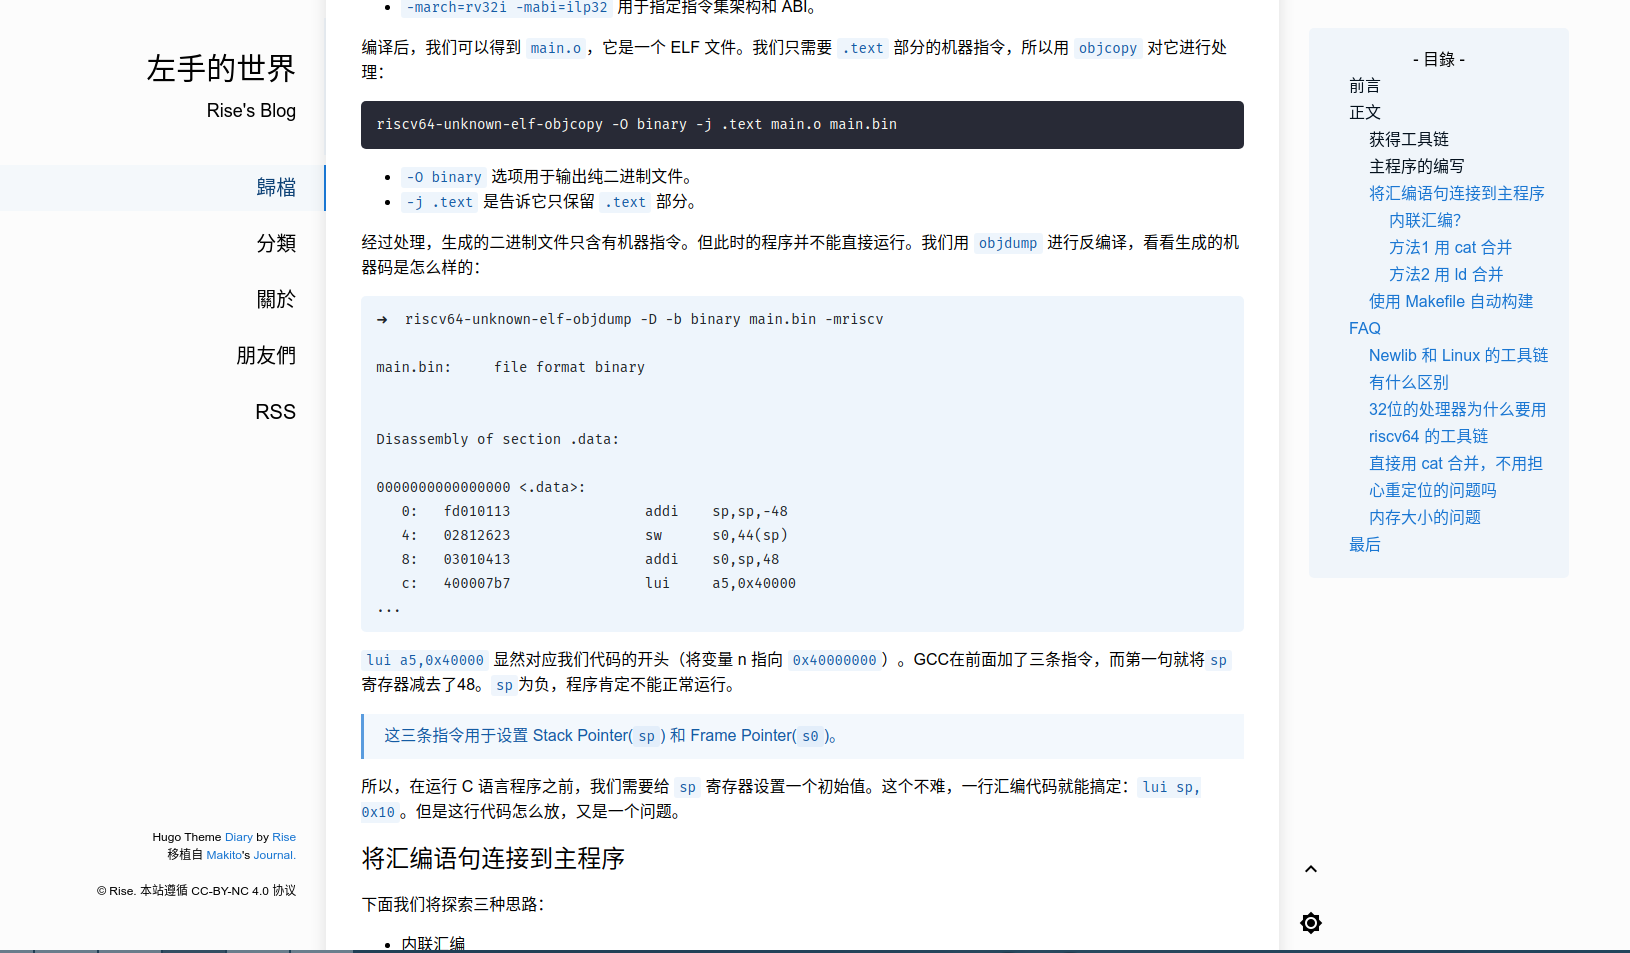 左手的世界
Rise's Blog
歸檔
分類
關於
朋友們
RSS
Hugo Theme Diary by Rise
移植自 Makito's Journal.
© Rise. 本站遵循 CC-BY-NC 4.0 协议
-march=rv32i -mabi=ilp32 用于指定指令集架构和 ABI。
编译后，我们可以得到 main.o ，它是一个 ELF 文件。我们只需要 .text 部分的机器指令，所以用 objcopy 对它进行处
理：
riscv64-unknown-elf-objcopy -O binary -j .text main.o main.bin
-O binary 选项用于输出纯二进制文件。
-j .text 是告诉它只保留 .text 部分。
经过处理，生成的二进制文件只含有机器指令。但此时的程序并不能直接运行。我们用 objdump 进行反编译，看看生成的机
器码是怎么样的：
➜  riscv64-unknown-elf-objdump -D -b binary main.bin -mriscv
main.bin:     file format binary
Disassembly of section .data:
0000000000000000 <.data>:
   0:   fd010113                addi    sp,sp,-48
   4:   02812623                sw      s0,44(sp)
   8:   03010413                addi    s0,sp,48
   c:   400007b7                lui     a5,0x40000
...
lui a5,0x40000 显然对应我们代码的开头（将变量 n 指向 0x40000000 ）。GCC在前面加了三条指令，而第一句就将 sp
寄存器减去了48。 sp 为负，程序肯定不能正常运行。
这三条指令用于设置 Stack Pointer( sp ) 和 Frame Pointer( s0 )。
所以，在运行 C 语言程序之前，我们需要给 sp 寄存器设置一个初始值。这个不难，一行汇编代码就能搞定： lui sp,
0x10 。但是这行代码怎么放，又是一个问题。
将汇编语句连接到主程序
下面我们将探索三种思路：
内联汇编
- 目錄 -
前言
正文
获得工具链
主程序的编写
将汇编语句连接到主程序
内联汇编？
方法1 用 cat 合并
方法2 用 ld 合并
使用 Makefile 自动构建
FAQ
Newlib 和 Linux 的工具链
有什么区别
32位的处理器为什么要用
riscv64 的工具链
直接用 cat 合并，不用担
心重定位的问题吗
内存大小的问题
最后